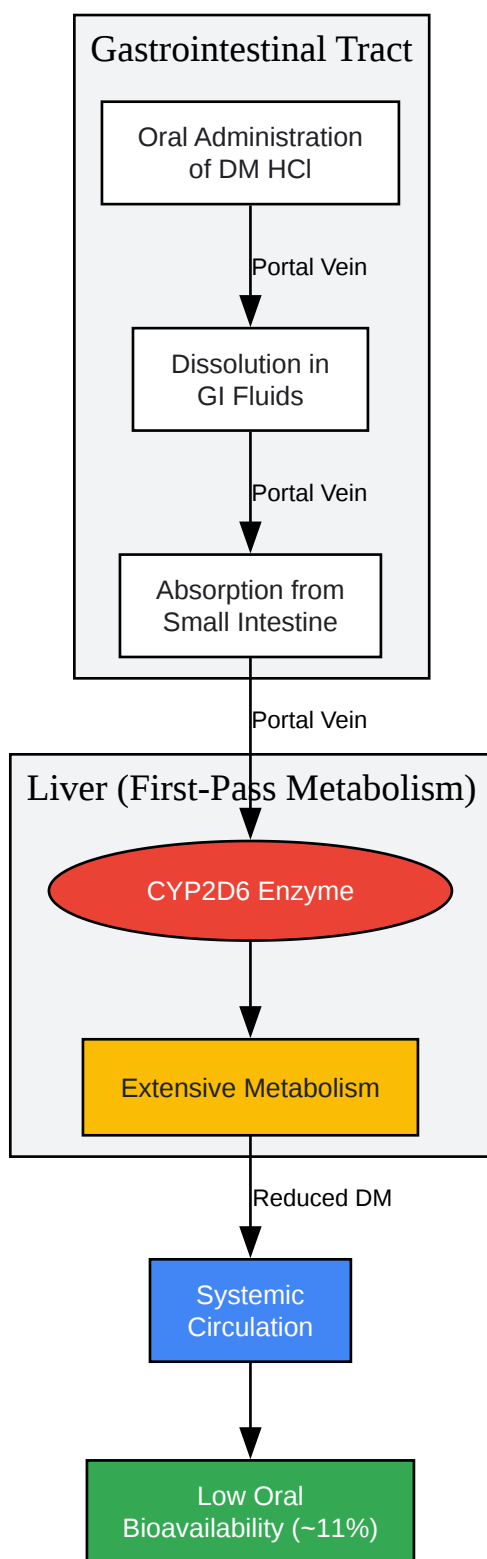 Gastrointestinal Tract
Oral Administration
of DM HCl
Portal Vein
Dissolution in
GI Fluids
Portal Vein
Absorption from
Small Intestine
Portal Vein
Liver (First-Pass Metabolism)
CYP2D6 Enzyme
Extensive Metabolism
Reduced DM
Systemic
Circulation
Low Oral
Bioavailability (~11%)